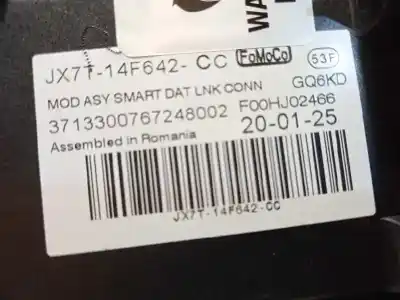 WA
JX7T-14F642- CC FoMoCo 53F
MOD ASY SMART DAT LNK CONN GQ6KD
3713300767248002 F00HJ02466
Assembled in Romania 20-01-25
JX7T-14F642-CC